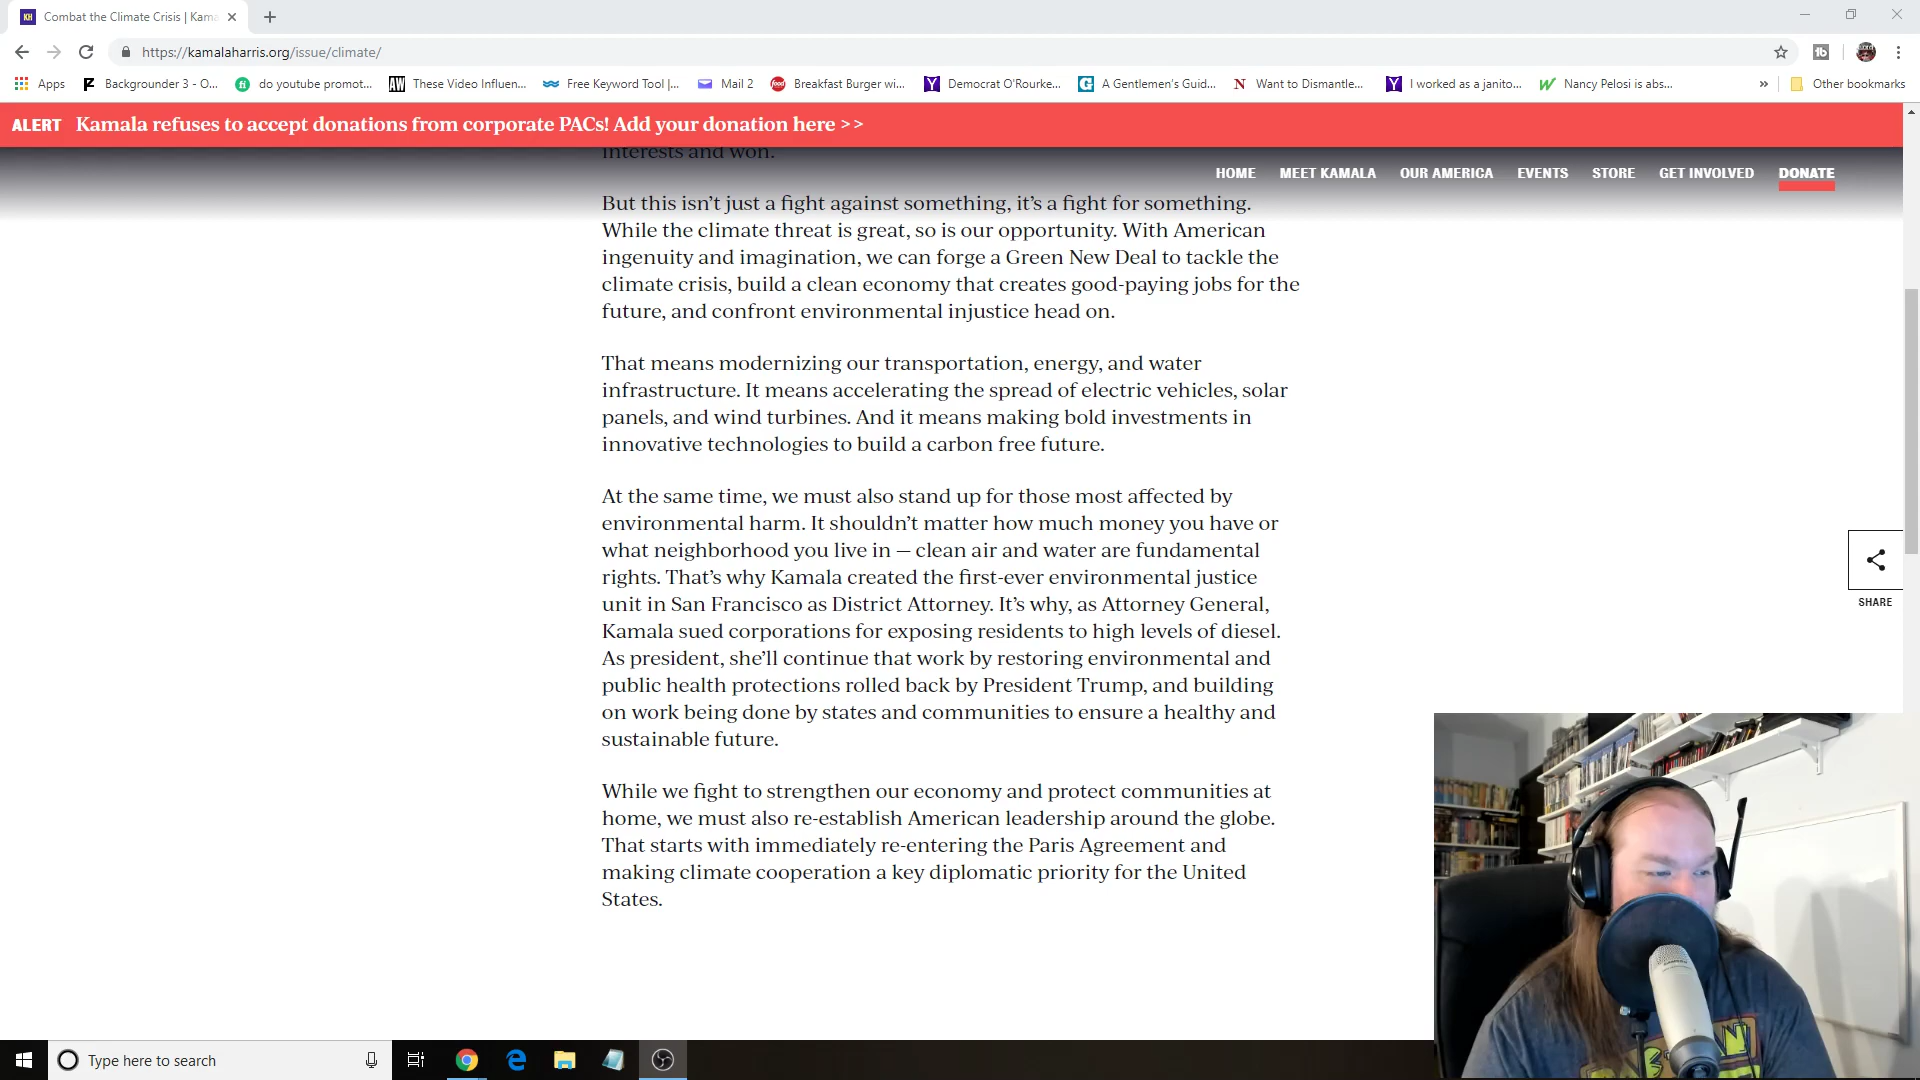 Combat the Climate Crisis | Kama
https://kamalaharris.org/issue/climate/
Apps
Backgrounder 3 - O...
do youtube promot...
These Video Influen...
Free Keyword Tool |...
Mail 2
Breakfast Burger wi...
Democrat O'Rourke...
A Gentlemen's Guid...
Want to Dismantle...
I worked as a janito...
Nancy Pelosi is abs...
»
Other bookmarks
ALERT Kamala refuses to accept donations from corporate PACs! Add your donation here >>
interests and won.
HOME MEET KAMALA OUR AMERICA EVENTS STORE GET INVOLVED DONATE
But this isn’t just a fight against something, it’s a fight for something.
While the climate threat is great, so is our opportunity. With American
ingenuity and imagination, we can forge a Green New Deal to tackle the
climate crisis, build a clean economy that creates good-paying jobs for the
future, and confront environmental injustice head on.
That means modernizing our transportation, energy, and water
infrastructure. It means accelerating the spread of electric vehicles, solar
panels, and wind turbines. And it means making bold investments in
innovative technologies to build a carbon free future.
At the same time, we must also stand up for those most affected by
environmental harm. It shouldn’t matter how much money you have or
what neighborhood you live in — clean air and water are fundamental
rights. That’s why Kamala created the first-ever environmental justice
unit in San Francisco as District Attorney. It’s why, as Attorney General,
Kamala sued corporations for exposing residents to high levels of diesel.
As president, she’ll continue that work by restoring environmental and
public health protections rolled back by President Trump, and building
on work being done by states and communities to ensure a healthy and
sustainable future.
While we fight to strengthen our economy and protect communities at
home, we must also re-establish American leadership around the globe.
That starts with immediately re-entering the Paris Agreement and
making climate cooperation a key diplomatic priority for the United
States.
SHARE
Type here to search